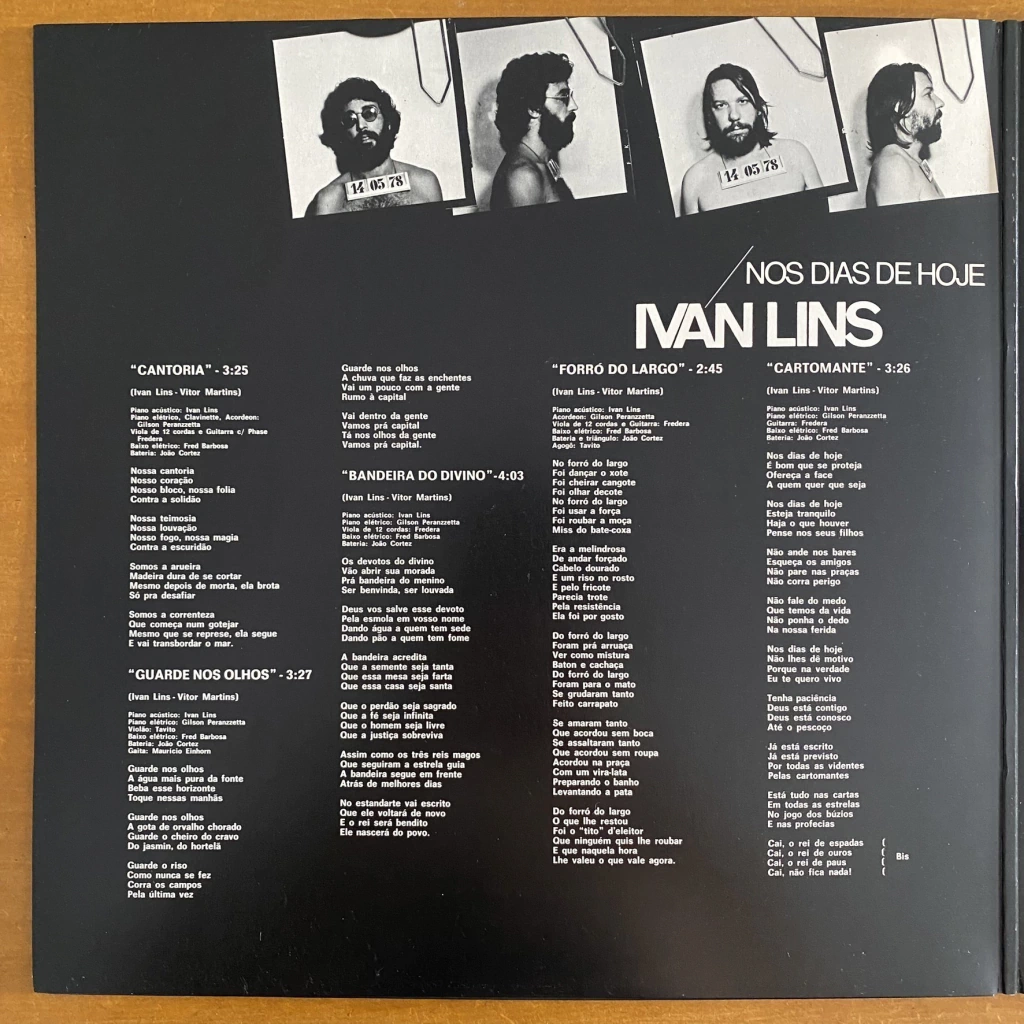 14 05 78
14 05 78
NOS DIAS DE HOJE
IVAN LINS
"CANTORIA" - 3:25
(Ivan Lins - Vitor Martins)
Piano acústico: Ivan Lins
Piano elétrico, Clavinette, Acordeon:
Gilson Peranzzetta
Viola de 12 cordas e Guitarra c/ Phase
Fredera
Baixo elétrico: Fred Barbosa
Bateria: João Cortez
Nossa cantoria
Nosso coração
Nosso bloco, nossa folia
Contra a solidão
Nossa teimosia
Nossa louvação
Nosso fogo, nossa magia
Contra a escuridão
Somos a arueira
Madeira dura de se cortar
Mesmo depois de morta, ela brota
Só pra desafiar
Somos a correnteza
Que começa num gotejar
Mesmo que se represe, ela segue
E vai transbordar o mar.
"GUARDE NOS OLHOS" - 3:27
(Ivan Lins - Vitor Martins)
Piano acústico: Ivan Lins
Piano elétrico: Gilson Peranzzetta
Violão: Tavito
Baixo elétrico: Fred Barbosa
Bateria: João Cortez
Gaita: Mauricio Einhorn
Guarde nos olhos
A água mais pura da fonte
Beba esse horizonte
Toque nessas manhãs
Guarde nos olhos
A gota de orvalho chorado
Guarde o cheiro do cravo
Do jasmin, do hortelã
Guarde o riso
Como nunca se fez
Corra os campos
Pela última vez
Guarde nos olhos
A chuva que faz as enchentes
Vai um pouco com a gente
Rumo à capital
Vai dentro da gente
Vamos prá capital
Tá nos olhos da gente
Vamos prá capital.
"BANDEIRA DO DIVINO" - 4:03
(Ivan Lins - Vitor Martins)
Piano acústico: Ivan Lins
Piano elétrico: Gilson Peranzzetta
Viola de 12 cordas: Fredera
Baixo elétrico: Fred Barbosa
Bateria: João Cortez
Os devotos do divino
Vão abrir sua morada
Prá bandeira do menino
Ser benvinda, ser louvada
Deus vos salve esse devoto
Pela esmola em vosso nome
Dando água a quem tem sede
Dando pão a quem tem fome
A bandeira acredita
Que a semente seja tanta
Que essa mesa seja farta
Que essa casa seja santa
Que o perdão seja sagrado
Que a fé seja infinita
Que o homem seja livre
Que a justiça sobreviva
Assim como os três reis magos
Que seguiram a estrela guia
A bandeira segue em frente
Atrás de melhores dias
No estandarte vai escrito
Que ele voltará de novo
E o rei será bendito
Ele nascerá do povo.
"FORRÓ DO LARGO" - 2:45
(Ivan Lins - Vitor Martins)
Piano acústico: Ivan Lins
Acordeon: Gilson Peranzzetta
Viola de 12 cordas e Guitarra: Fredera
Baixo elétrico: Fred Barbosa
Bateria e triângulo: João Cortez
Agogô: Tavito
No forró do largo
Foi dançar o xote
Foi cheirar cangote
Foi olhar decote
No forró do largo
Foi usar a força
Foi roubar a moça
Miss do bate-coxa
Era a melindrosa
De andar forçado
Cabelo dourado
E um riso no rosto
E pelo fricote
Parecia trote
Pela resistência
Ela foi por gosto
Do forró do largo
Foram prá arruaça
Ver como mistura
Baton e cachaça
Do forró do largo
Foram para o mato
Se grudaram tanto
Feito carrapato
Se amaram tanto
Que acordou sem boca
Se assaltaram tanto
Que acordou sem roupa
Acordou na praça
Com um vira-lata
Preparando o banho
Levantando a pata
Do forró do largo
O que lhe restou
Foi o "tito" d'eleitor
Que ninguém quis lhe roubar
E que naquela hora
Lhe valeu o que vale agora.
"CARTOMANTE" - 3:26
(Ivan Lins - Vitor Martins)
Piano acústico: Ivan Lins
Piano elétrico: Gilson Peranzzetta
Guitarra: Fredera
Baixo elétrico: Fred Barbosa
Bateria: João Cortez
Nos dias de hoje
É bom que se proteja
Ofereça a face
A quem quer que seja
Nos dias de hoje
Esteja tranquilo
Haja o que houver
Pense nos seus filhos
Não ande nos bares
Esqueça os amigos
Não pare nas praças
Não corra perigo
Não fale do medo
Que temos da vida
Não ponha o dedo
Na nossa ferida
Nos dias de hoje
Não lhes dê motivo
Porque na verdade
Eu te quero vivo
Tenha paciência
Deus está contigo
Deus está conosco
Até o pescoço
Já está escrito
Já está previsto
Por todas as videntes
Pelas cartomantes
Está tudo nas cartas
Em todas as estrelas
No jogo dos búzios
E nas profecias
Cai, o rei de espadas (
Cai, o rei de ouros (
Cai, o rei de paus ( Bis
Cai, não fica nada! (